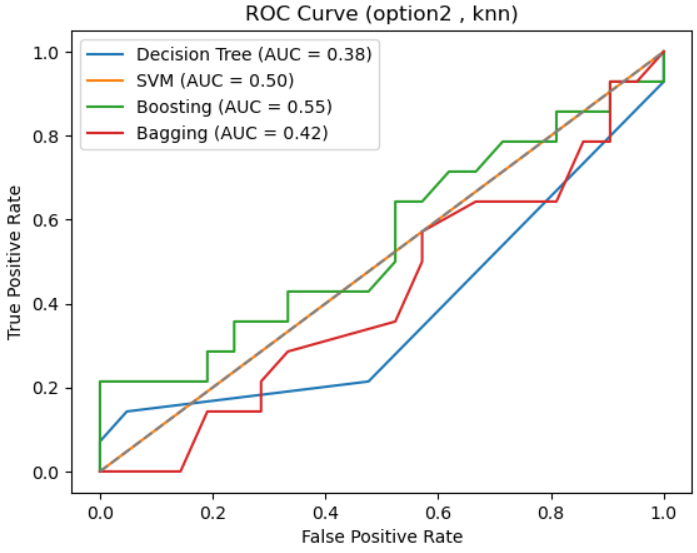 ROC Curve (option2 , knn)
Decision Tree (AUC = 0.38)
SVM (AUC = 0.50)
Boosting (AUC = 0.55)
Bagging (AUC = 0.42)
True Positive Rate
1.0
0.8
0.6
0.4
0.2
0.0
0.0 0.2 0.4 0.6 0.8 1.0
False Positive Rate